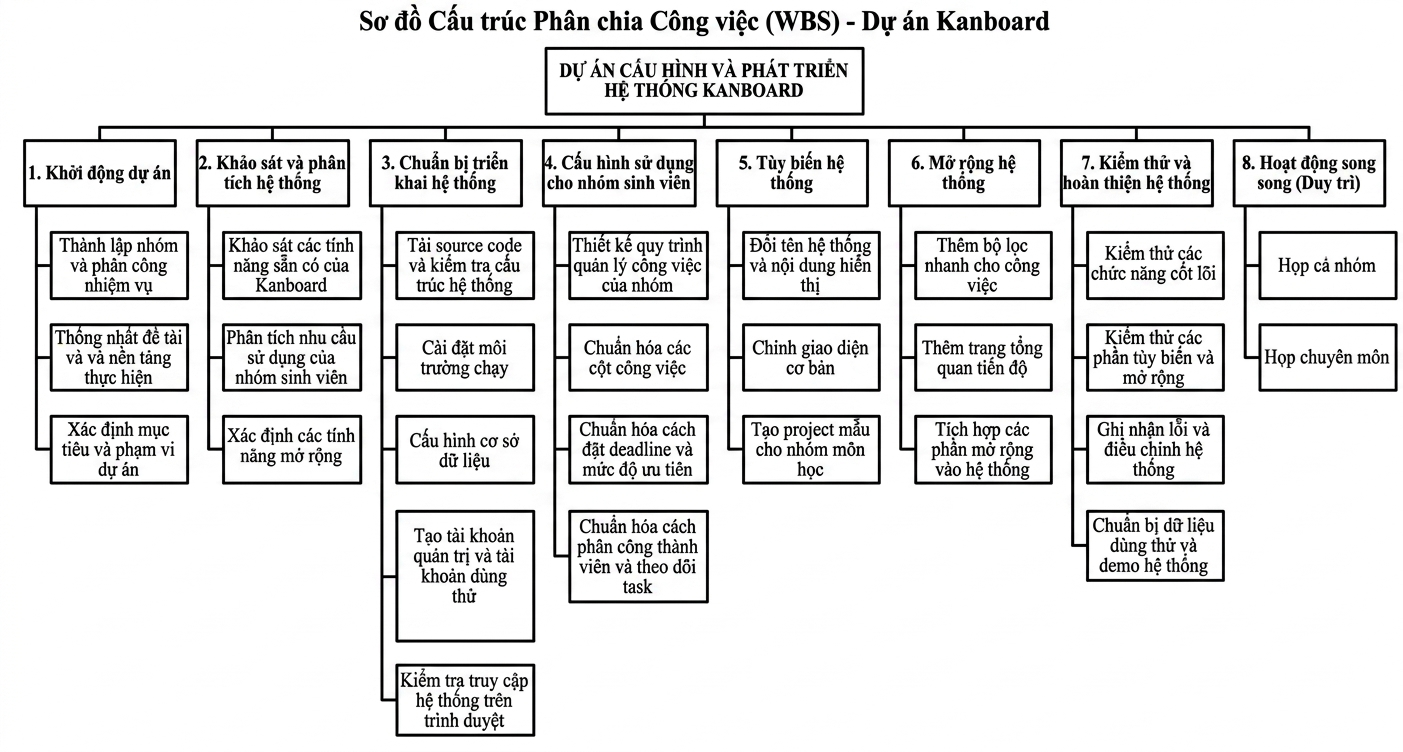 Sơ đồ Cấu trúc Phân chia Công việc (WBS) - Dự án Kanboard
DỰ ÁN CẤU HÌNH VÀ PHÁT TRIỂN
HỆ THỐNG KANBOARD
1. Khởi động dự án
2. Khảo sát và phân
tích hệ thống
3. Chuẩn bị triển
khai hệ thống
4. Cấu hình sử dụng
cho nhóm sinh viên
5. Tùy biến hệ
thống
6. Mở rộng hệ
thống
7. Kiểm thử và
hoàn thiện hệ thống
8. Hoạt động song
song (Duy trì)
Thành lập nhóm
và phân công
nhiệm vụ
Thống nhất đề tài
và và nền tảng
thực hiện
Xác định mục
tiêu và phạm vi
dự án
Khảo sát các tính
năng sẵn có của
Kanboard
Phân tích nhu cầu
sử dụng của
nhóm sinh viên
Xác định các tính
năng mở rộng
Tải source code
và kiểm tra cấu
trúc hệ thống
Cài đặt môi
trường chạy
Cấu hình cơ sở
dữ liệu
Tạo tài khoản
quản trị và tài
khoản dùng
thử
Kiểm tra truy cập
hệ thống trên
trình duyệt
Thiết kế quy trình
quản lý công việc
của nhóm
Chuẩn hóa các
cột công việc
Chuẩn hóa cách
đặt deadline và
mức độ ưu tiên
Chuẩn hóa cách
phân công thành
viên và theo dõi
task
Đổi tên hệ thống
và nội dung hiển
thị
Chỉnh giao diện
cơ bản
Tạo project mẫu
cho nhóm môn
học
Thêm bộ lọc
nhanh cho công
việc
Thêm trang tổng
quan tiến độ
Tích hợp các
phần mở rộng
vào hệ thống
Kiểm thử các
chức năng cốt lõi
Kiểm thử các
phần tùy biến và
mở rộng
Ghi nhận lỗi và
điều chỉnh hệ
thống
Chuẩn bị dữ liệu
dùng thử và
demo hệ thống
Họp cả nhóm
Họp chuyên môn